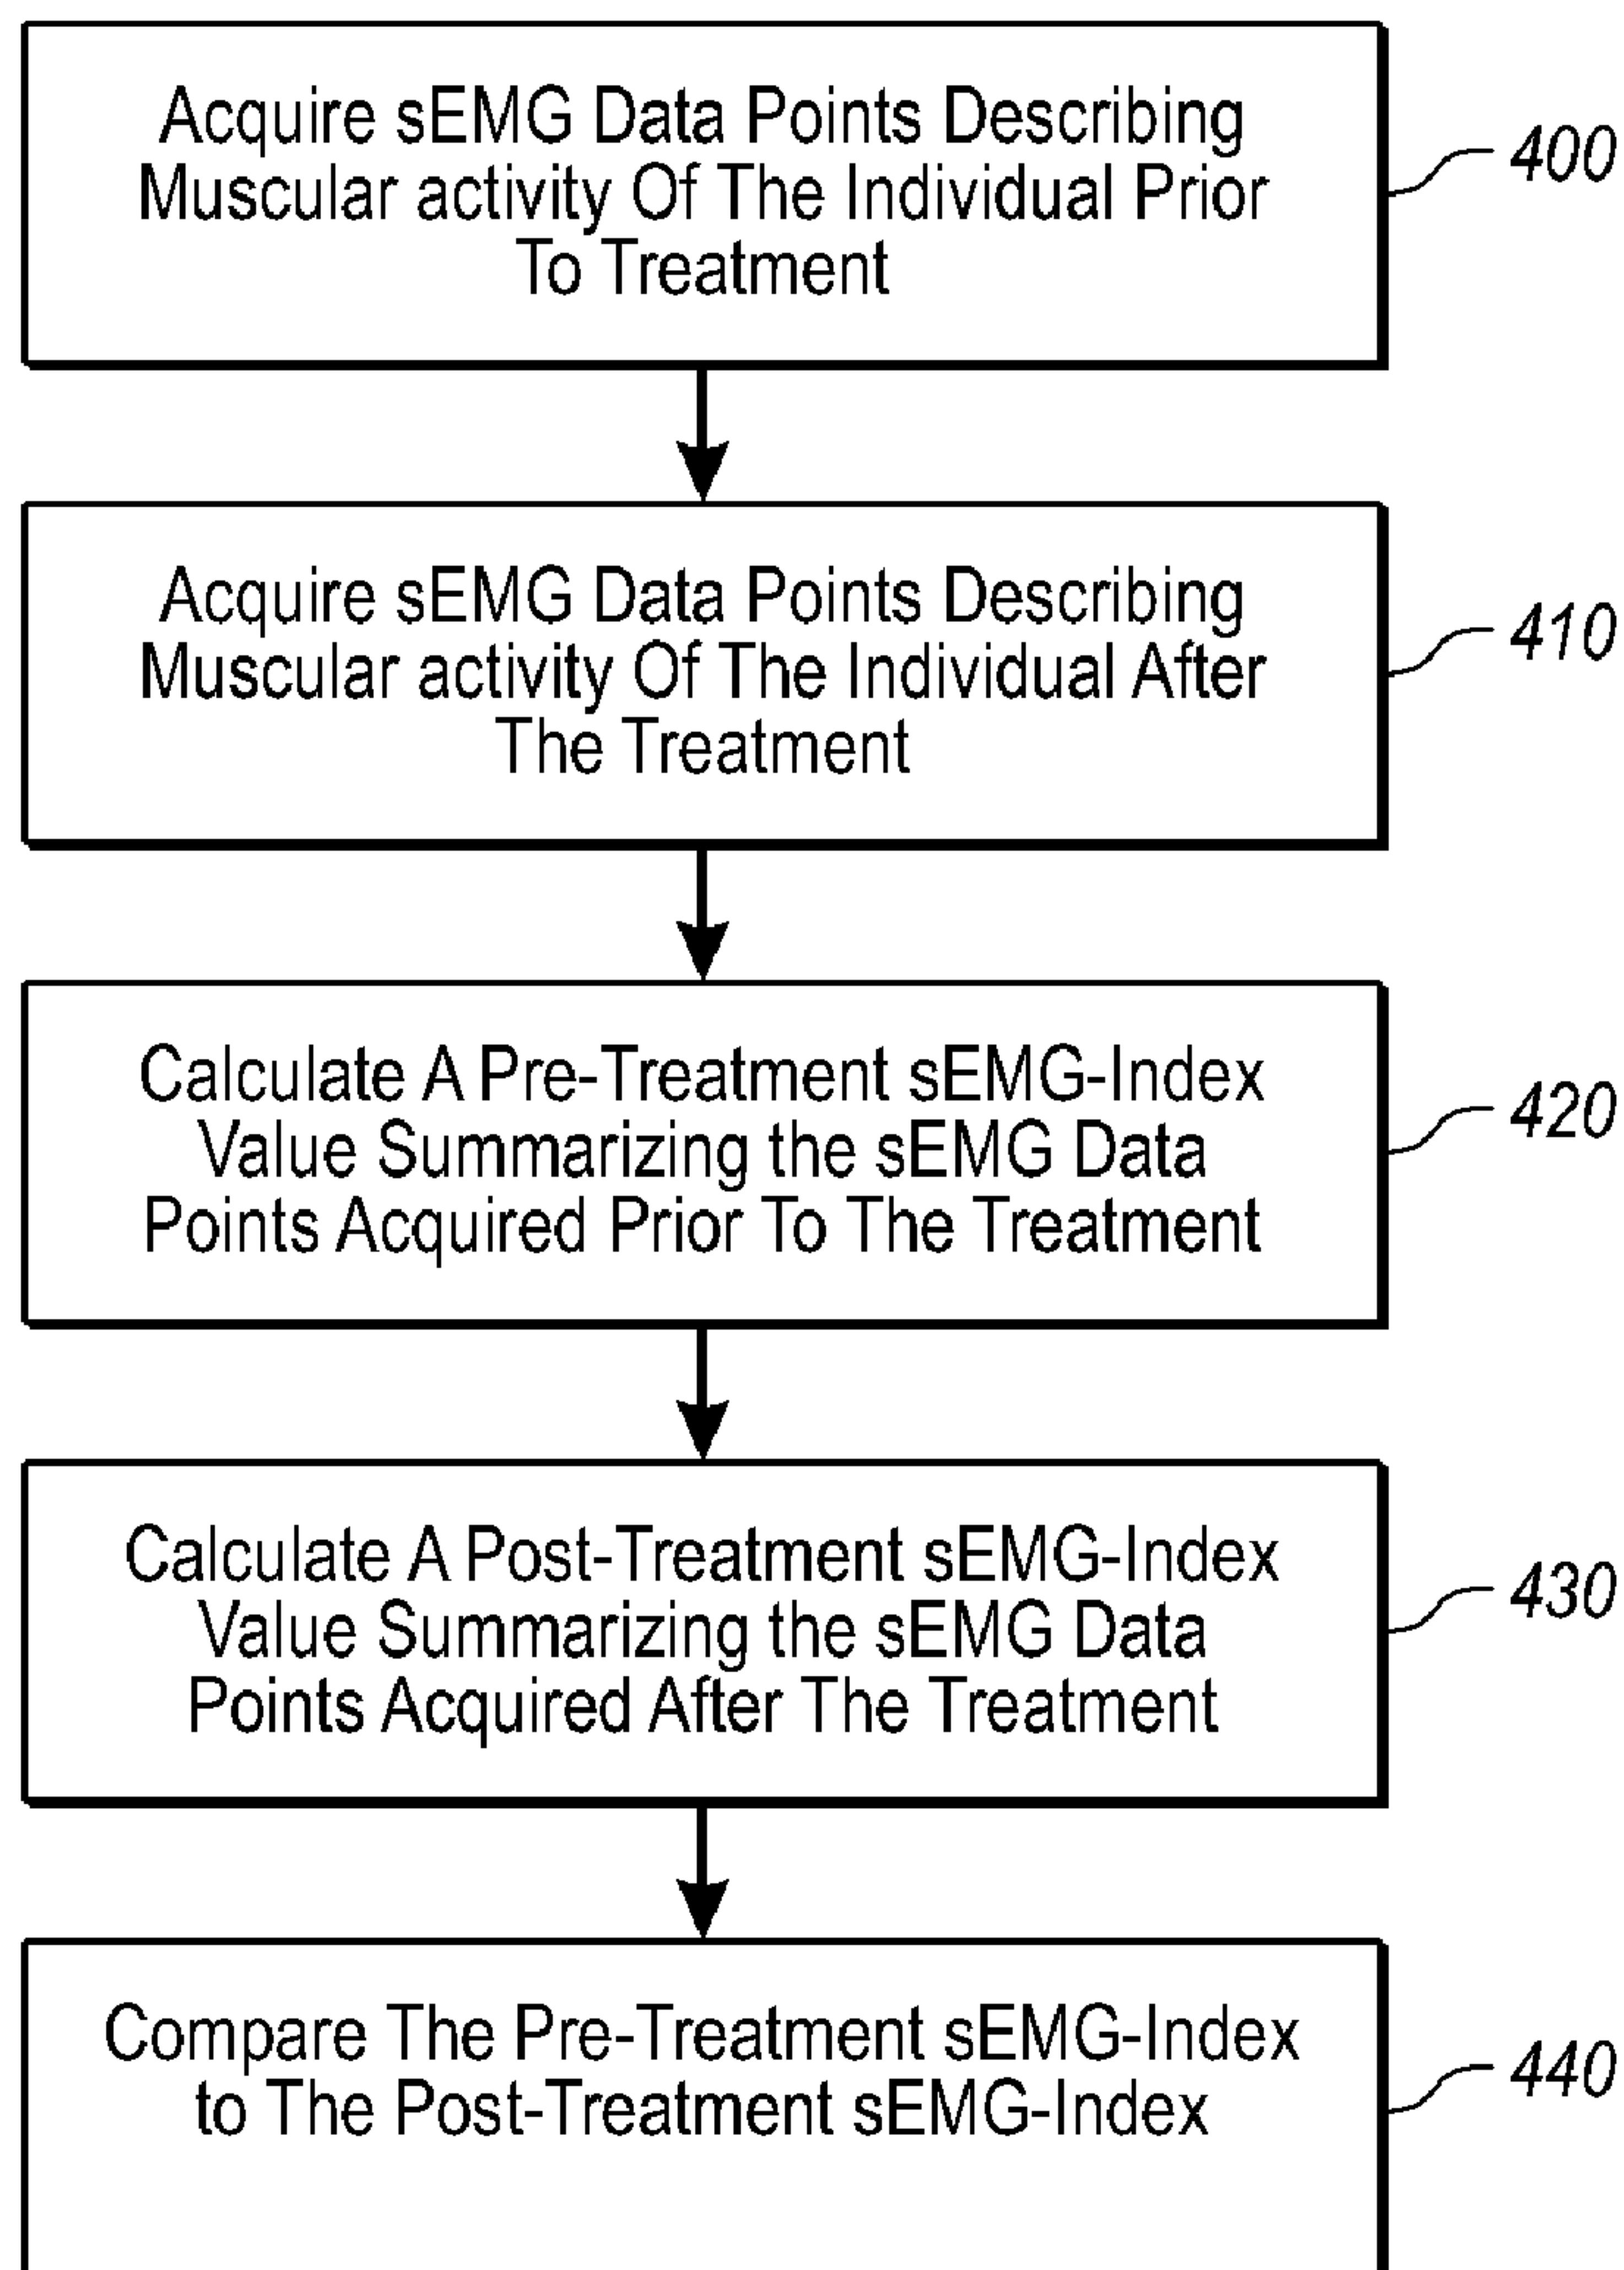 Acquire sEMG Data Points Describing
Muscular activity Of The Individual Prior
To Treatment
400
Acquire sEMG Data Points Describing
Muscular activity Of The Individual After
The Treatment
410
Calculate A Pre-Treatment sEMG-Index
Value Summarizing the sEMG Data
Points Acquired Prior To The Treatment
420
Calculate A Post-Treatment sEMG-Index
Value Summarizing the sEMG Data
Points Acquired After The Treatment
430
Compare The Pre-Treatment sEMG-Index
to The Post-Treatment sEMG-Index
440